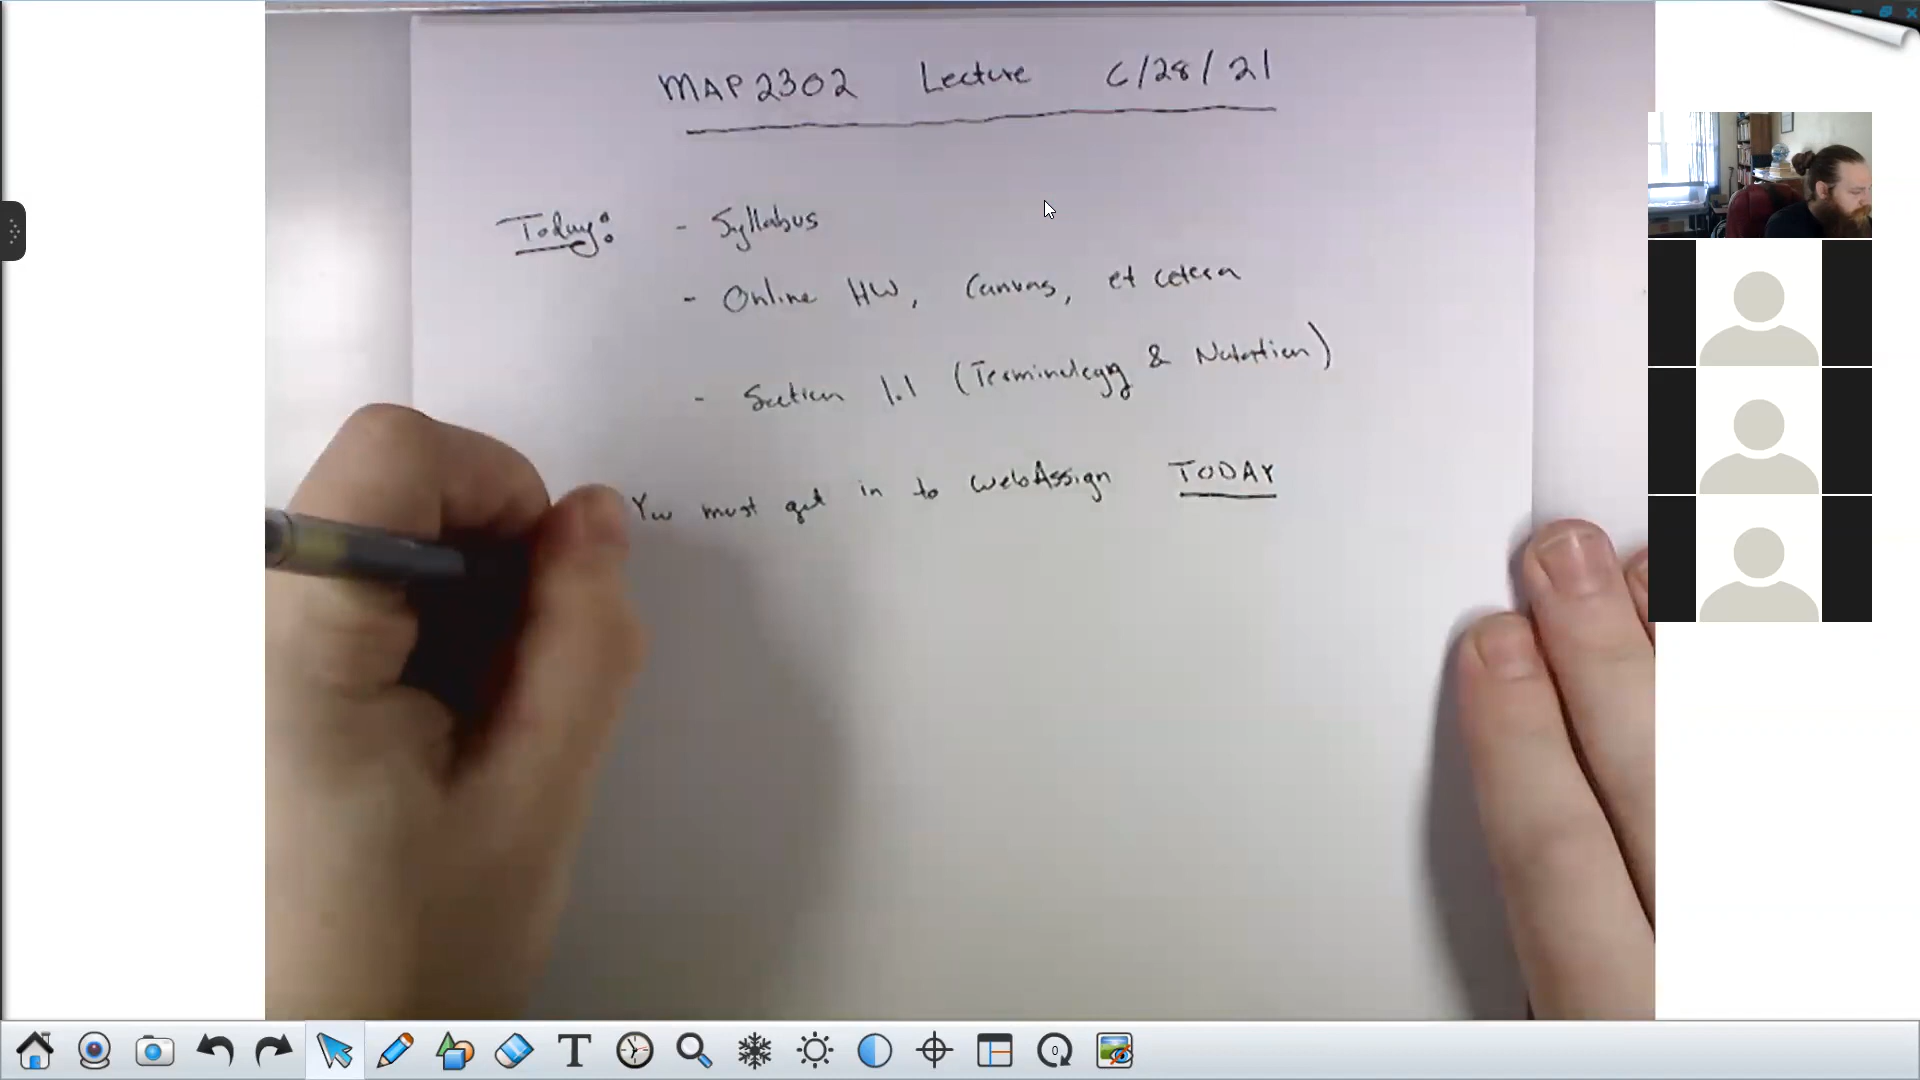 MAP2302 Lecture 6/28/21
Today: - Syllabus
- Online HW, Canvas, et cetera
- Section 1.1 (Terminology & Notation)
You must get in to WebAssign TODAY